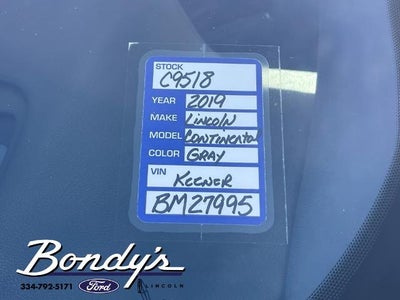 STOCK
C9518
YEAR 2019
MAKE LINCOLN
MODEL CONTINENTAL
COLOR GRAY
VIN
KEENER
BM27995
Bondy's
334-792-5171 Ford LINCOLN